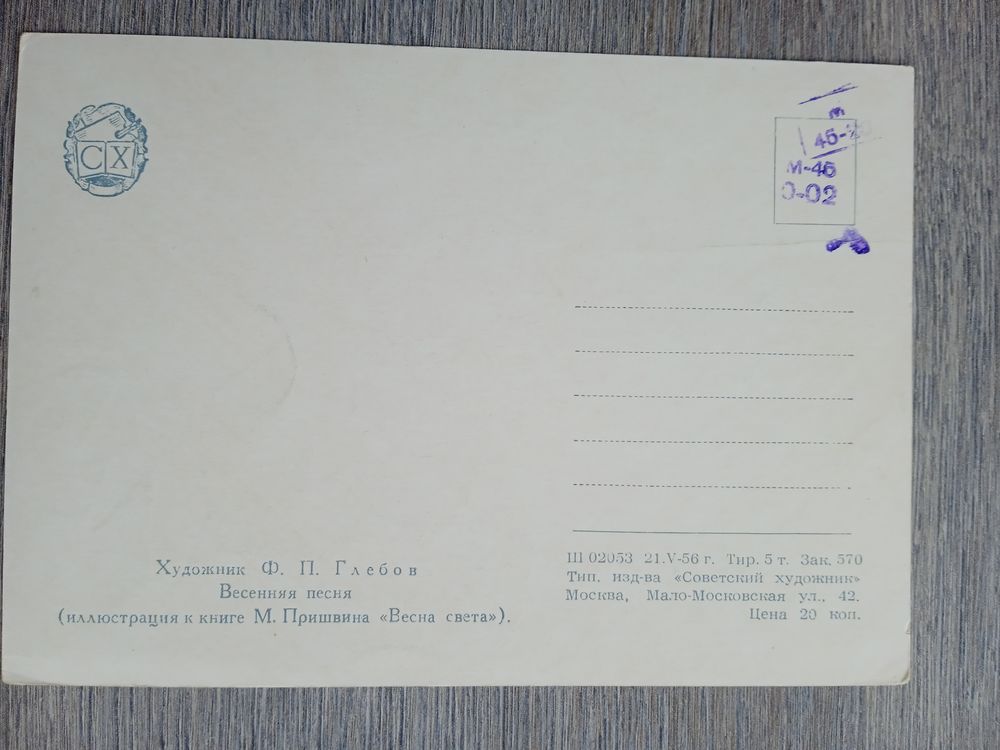 СХ
45-
М-46
0-02
Художник Ф. П. Глебов
Весенняя песня
(иллюстрация к книге М. Пришвина «Весна света»).
Ш 02053 21.V-56 г. Тир. 5 т. Зак. 570
Тип. изд-ва «Советский художник»
Москва, Мало-Московская ул., 42.
Цена 20 коп.